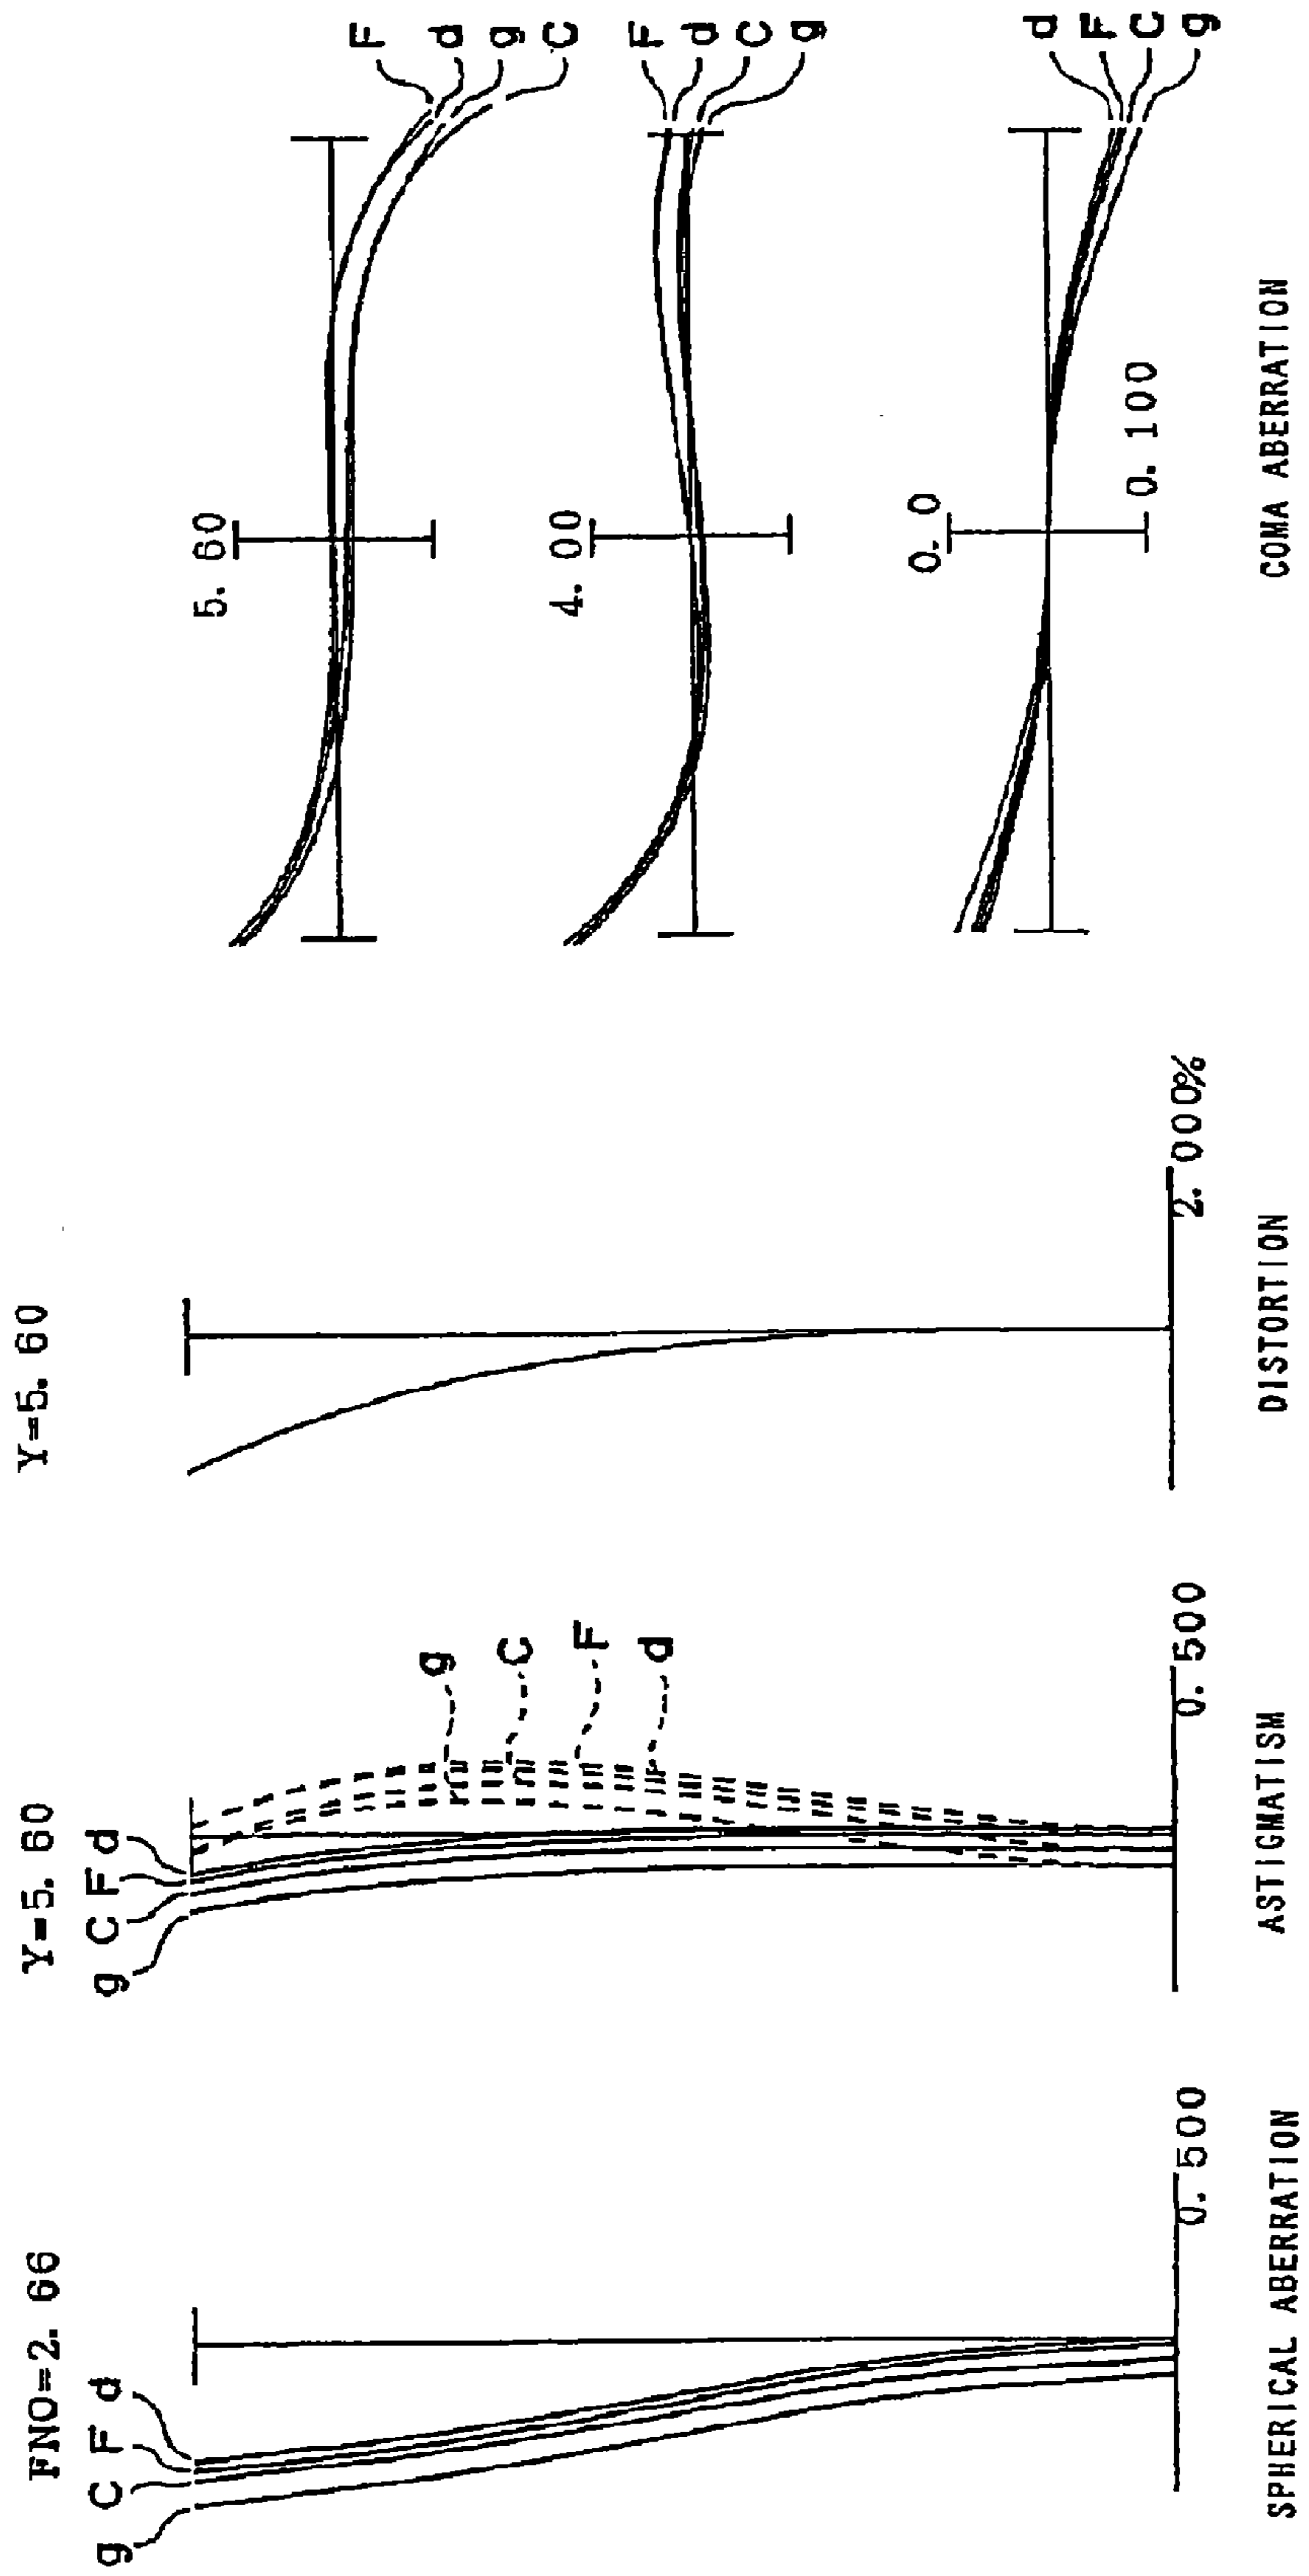 FNO=2. 66
g C F d
0. 500
SPHERICAL ABERRATION
Y=5. 60
g C F d
g
C
F
d
0. 500
ASTIGMATISM
Y=5. 60
2. 000%
DISTORTION
5. 60
F
d
g
C
4. 00
F
d
C
g
0. 0
d
F
C
g
0. 100
COMA ABERRATION